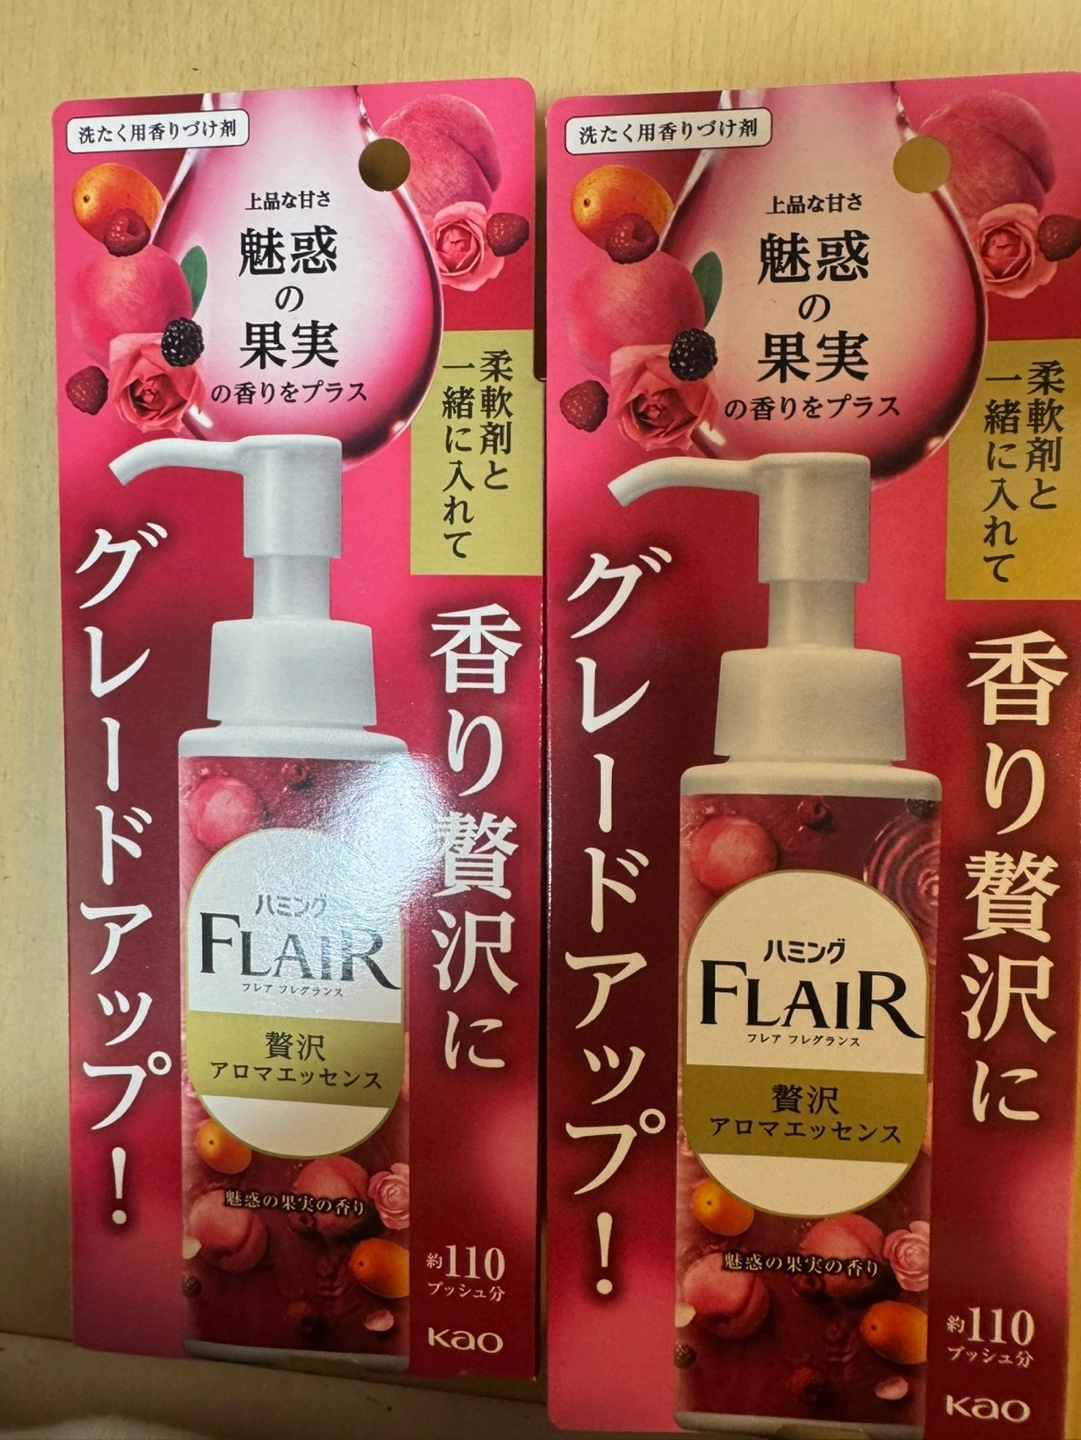 洗たく用香りづけ剤
上品な甘さ
魅惑
の
果実
の香りをプラス
柔軟剤と
一緒に入れて
香り贅沢に
グレードアップ!
ハミング
FLAIR
フレア フレグランス
贅沢
アロマエッセンス
魅惑の果実の香り
約110
プッシュ分
Kao
洗たく用香りづけ剤
上品な甘さ
魅惑
の
果実
の香りをプラス
柔軟剤と
一緒に入れて
香り贅沢に
グレードアップ!
ハミング
FLAIR
フレア フレグランス
贅沢
アロマエッセンス
魅惑の果実の香り
約110
プッシュ分
Kao